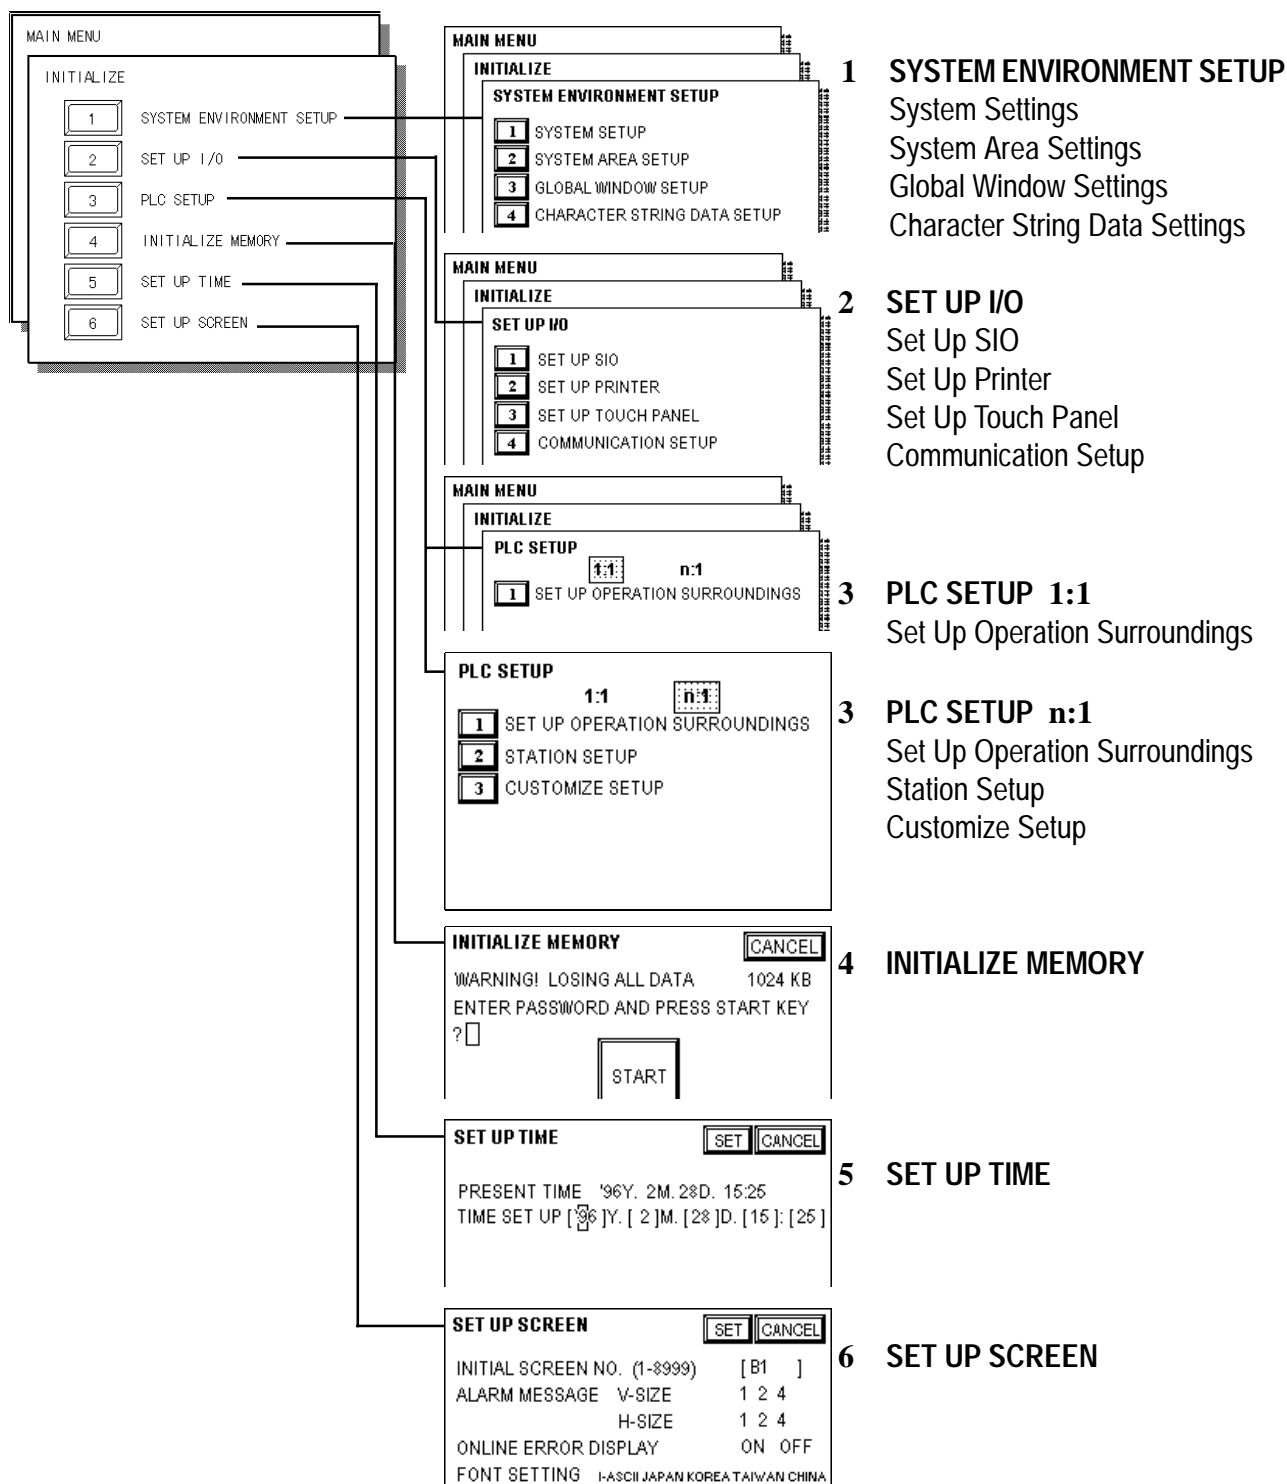 MAIN MENU
INITIALIZE
1 SYSTEM ENVIRONMENT SETUP
2 SET UP I/O
3 PLC SETUP
4 INITIALIZE MEMORY
5 SET UP TIME
6 SET UP SCREEN
MAIN MENU
INITIALIZE
SYSTEM ENVIRONMENT SETUP
1 SYSTEM SETUP
2 SYSTEM AREA SETUP
3 GLOBAL WINDOW SETUP
4 CHARACTER STRING DATA SETUP
1 SYSTEM ENVIRONMENT SETUP
System Settings
System Area Settings
Global Window Settings
Character String Data Settings
MAIN MENU
INITIALIZE
SET UP I/O
1 SET UP SIO
2 SET UP PRINTER
3 SET UP TOUCH PANEL
4 COMMUNICATION SETUP
2 SET UP I/O
Set Up SIO
Set Up Printer
Set Up Touch Panel
Communication Setup
MAIN MENU
INITIALIZE
PLC SETUP
1:1 n:1
1 SET UP OPERATION SURROUNDINGS
3 PLC SETUP 1:1
Set Up Operation Surroundings
PLC SETUP
1:1 n:1
1 SET UP OPERATION SURROUNDINGS
2 STATION SETUP
3 CUSTOMIZE SETUP
3 PLC SETUP n:1
Set Up Operation Surroundings
Station Setup
Customize Setup
INITIALIZE MEMORY CANCEL
WARNING! LOSING ALL DATA 1024 KB
ENTER PASSWORD AND PRESS START KEY
?
START
4 INITIALIZE MEMORY
SET UP TIME SET CANCEL
PRESENT TIME '96Y. 2M. 28D. 15:25
TIME SET UP ['96 ]Y. [ 2 ]M. [28 ]D. [15 ]: [25 ]
5 SET UP TIME
SET UP SCREEN SET CANCEL
INITIAL SCREEN NO. (1-8999) [ B1 ]
ALARM MESSAGE V-SIZE 1 2 4
H-SIZE 1 2 4
ONLINE ERROR DISPLAY ON OFF
FONT SETTING I-ASCII JAPAN KOREA TAIWAN CHINA
6 SET UP SCREEN